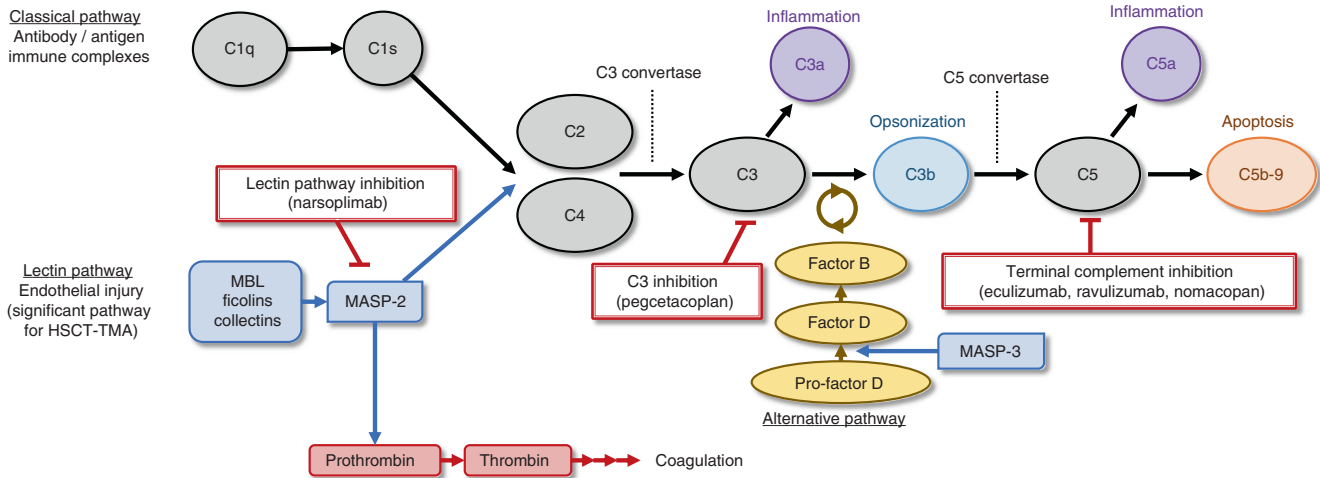 Classical pathway
Antibody / antigen
immune complexes
C1q
C1s
C2
C4
C3 convertase
C3
Inflammation
C3a
Opsonization
C3b
C5 convertase
C5
Inflammation
C5a
Apoptosis
C5b-9
Lectin pathway inhibition
(narsoplimab)
Lectin pathway
Endothelial injury
(significant pathway
for HSCT-TMA)
MBL
ficolins
collectins
MASP-2
C3 inhibition
(pegcetacoplan)
Factor B
Factor D
Pro-factor D
Alternative pathway
MASP-3
Terminal complement inhibition
(eculizumab, ravulizumab, nomacopan)
Prothrombin
Thrombin
Coagulation